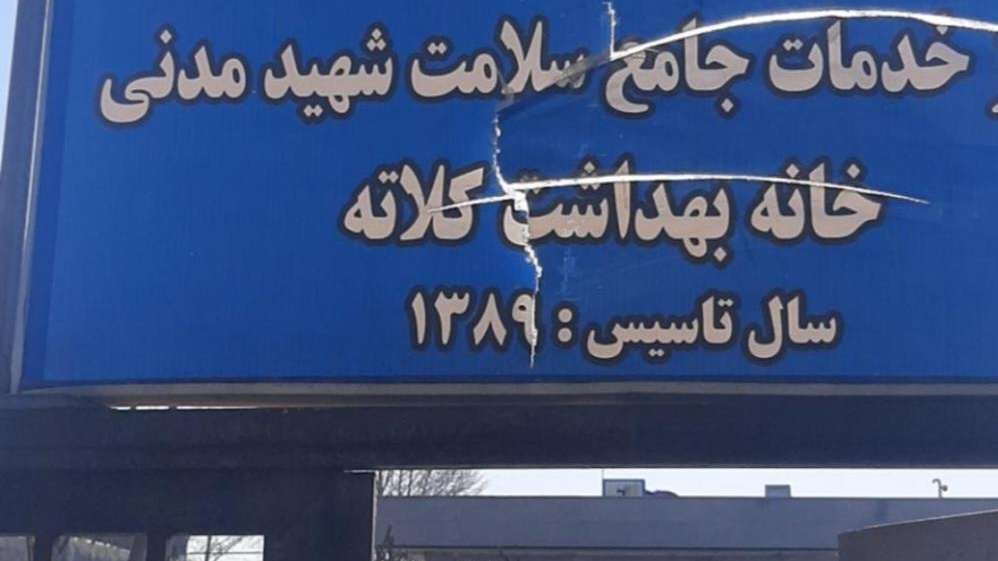 خدمات جامع سلامت شهید مدنی
خانه بهداشت کلاته
سال تاسیس : ۱۳۸۹